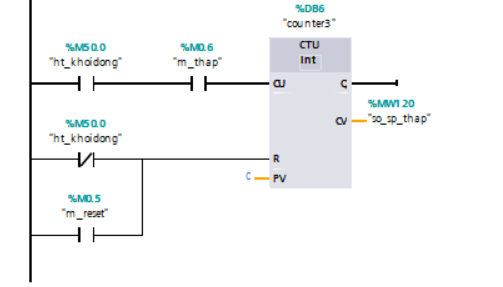 %DB6
"counter3"
%M50.0
"ht_khoidong"
%M0.6
"m_thap"
CTU
Int
CU
Q
%MW120
"so_sp_thap"
CV
%M50.0
"ht_khoidong"
R
C
PV
%M0.5
"m_reset"